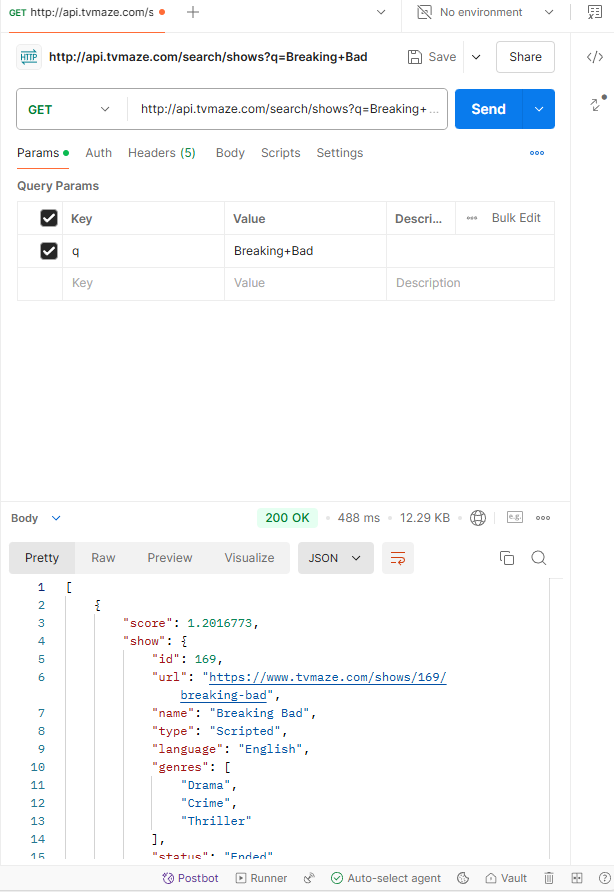 GET http://api.tvmaze.com/s No environment
HTTP http://api.tvmaze.com/search/shows?q=Breaking+Bad Save Share
GET http://api.tvmaze.com/search/shows?q=Breaking+ ... Send
Params Auth Headers (5) Body Scripts Settings
Query Params
Key Value Descri... Bulk Edit
q Breaking+Bad
Key Value Description
Body 200 OK 488 ms 12.29 KB e.g.
Pretty Raw Preview Visualize JSON
1 [
2 {
3 "score": 1.2016773,
4 "show": {
5 "id": 169,
6 "url": "https://www.tvmaze.com/shows/169/
breaking-bad",
7 "name": "Breaking Bad",
8 "type": "Scripted",
9 "language": "English",
10 "genres": [
11 "Drama",
12 "Crime",
13 "Thriller"
14 ],
15 "status": "Ended"
Postbot Runner Auto-select agent Vault